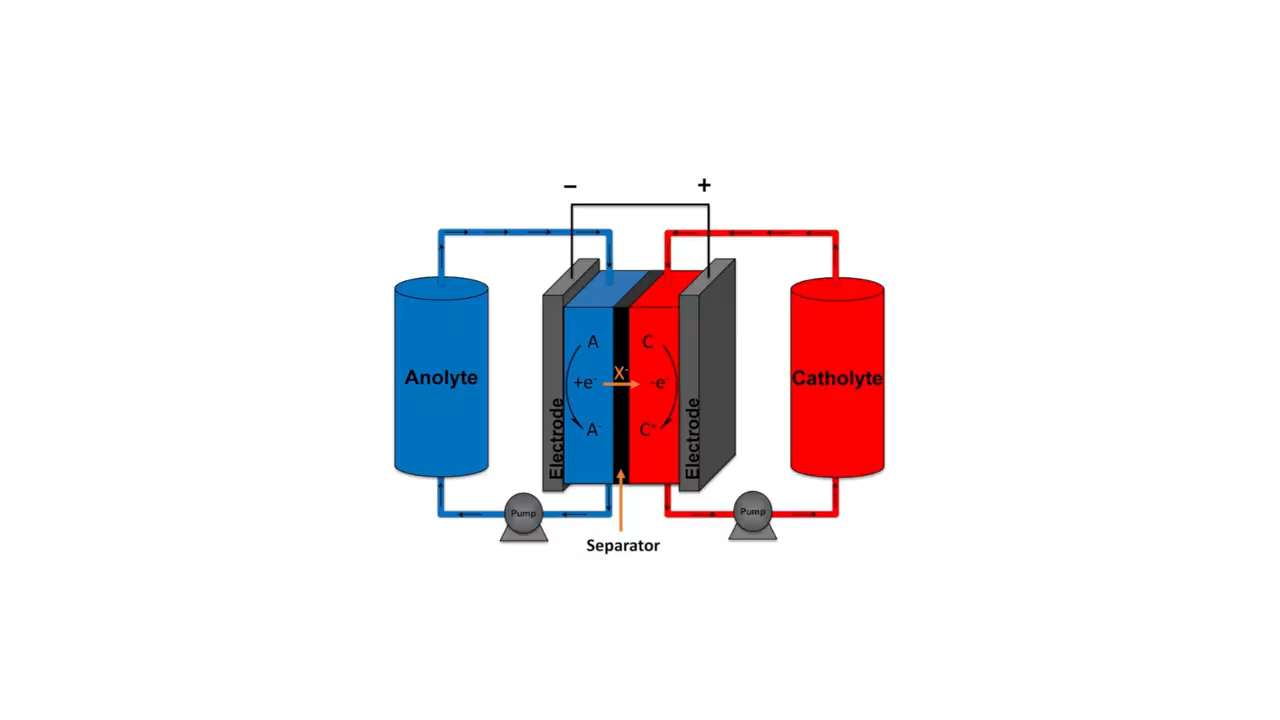 − +
A C
X⁻
+e⁻ -e⁻
Anolyte
Catholyte
A⁻ C⁺
Electrode
Electrode
Pump
Pump
Separator